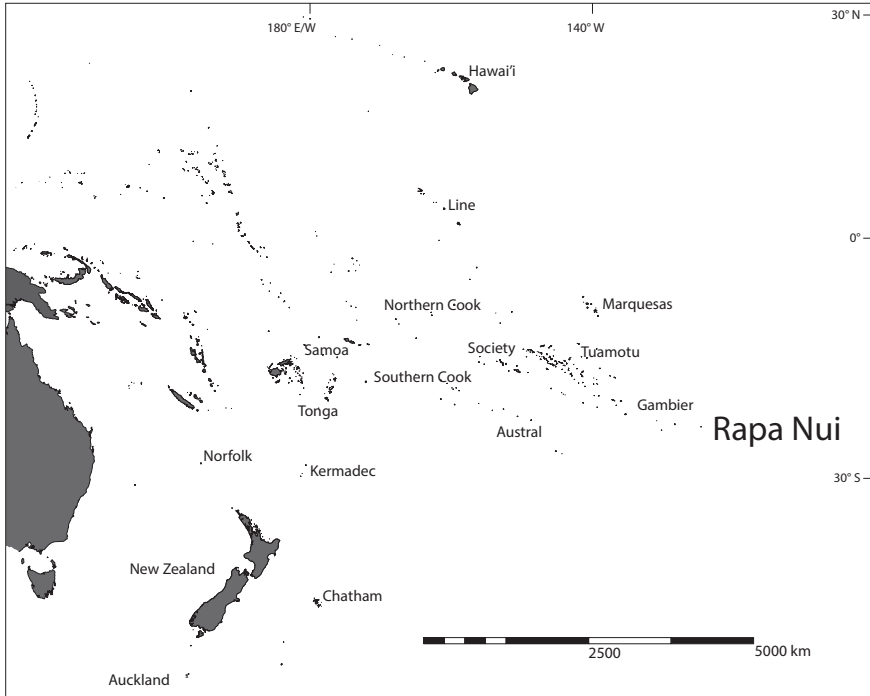 180° E/W
140° W
30° N
Hawai'i
Line
0°
Northern Cook
Marquesas
Samoa
Society
Tuamotu
Southern Cook
Tonga
Gambier
Austral
Rapa Nui
Norfolk
Kermadec
30° S
New Zealand
Chatham
2500
5000 km
Auckland